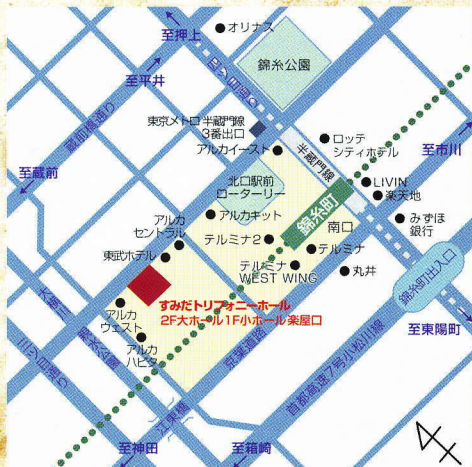 至押上
オリナス
至平井
四ツ目通り
錦糸公園
蔵前橋通り
東京メトロ 半蔵門線
3番出口
アルカイースト
半蔵門線
ロッテ
シティホテル
至市川
至蔵前
北口駅前
ロータリー
LIVIN
楽天地
アルカキット
錦糸町
南口
みずほ
銀行
アルカ
セントラル
テルミナ2
テルミナ
東武ホテル
テルミナ
WEST WING
丸井
錦糸町出入口
すみだトリフォニーホール
2F大ホール 1F小ホール 楽屋口
アルカ
ウェスト
大横川
親水公園
アルカ
ハビタ
三ツ目通り
京葉道路
首都高速7号小松川線
至東陽町
江東橋
至神田
至箱崎